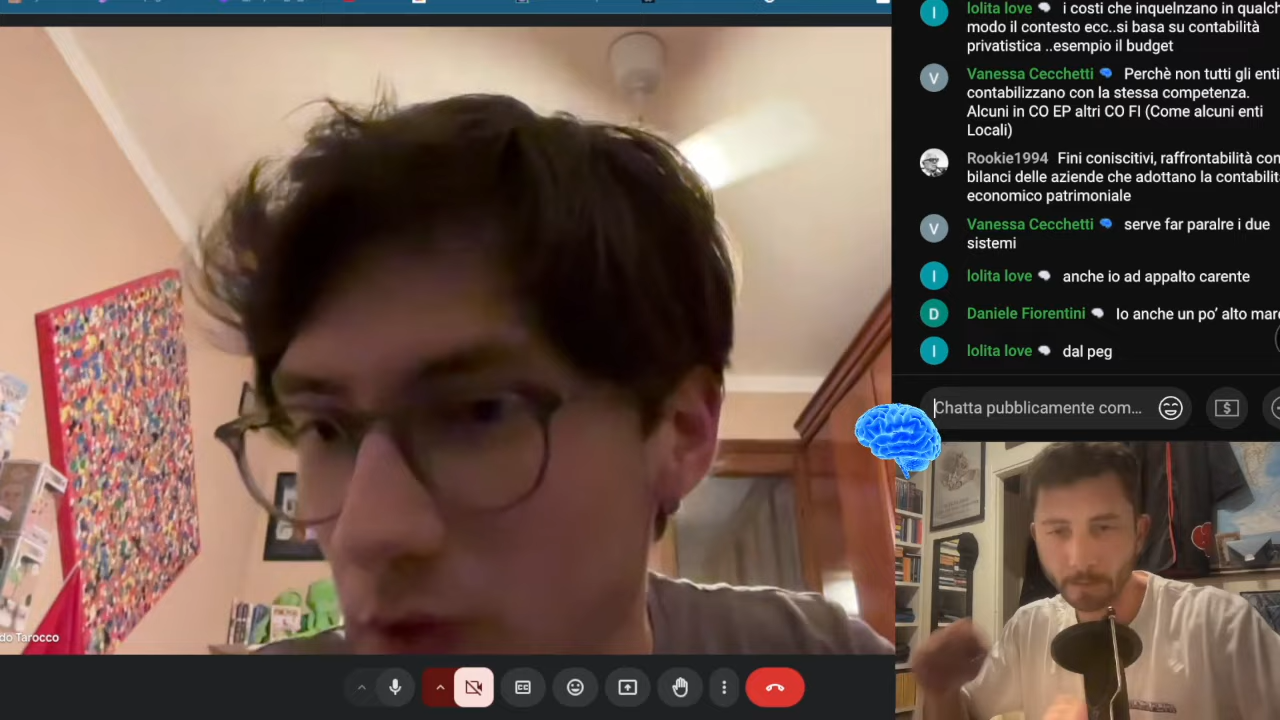 lolita love i costi che inquelnzano in qualch
modo il contesto ecc..si basa su contabilità
privatistica ..esempio il budget
Vanessa Cecchetti Perchè non tutti gli enti
contabilizzano con la stessa competenza.
Alcuni in CO EP altri CO FI (Come alcuni enti
Locali)
Rookie1994 Fini coniscitivi, raffrontabilità con
bilanci delle aziende che adottano la contabilità
economico patrimoniale
Vanessa Cecchetti serve far paralre i due
sistemi
lolita love anche io ad appalto carente
Daniele Fiorentini Io anche un po' alto mare
lolita love dal peg
Chatta pubblicamente com...
do Tarocco